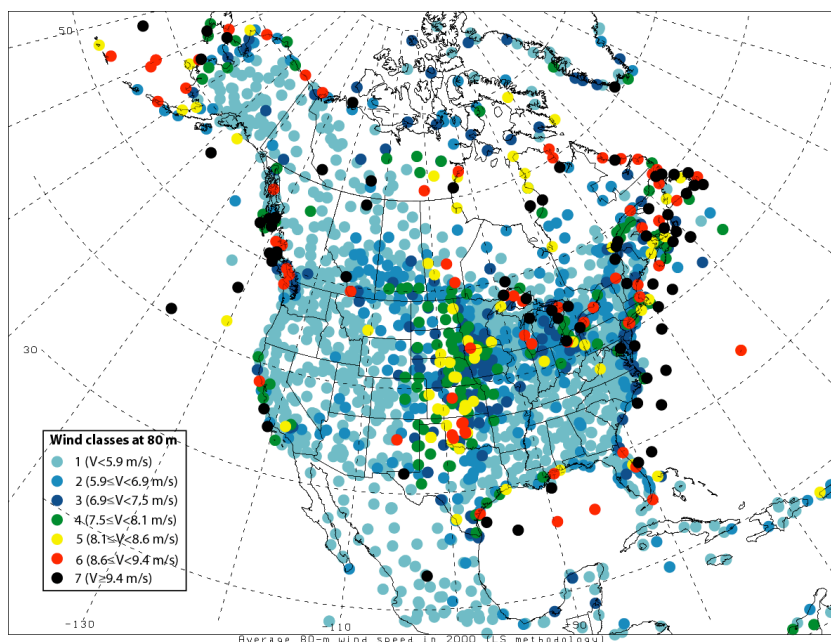 50
30
Wind classes at 80 m
1 (V<5.9 m/s)
2 (5.9≤V<6.9 m/s)
3 (6.9≤V<7.5 m/s)
4 (7.5≤V<8.1 m/s)
5 (8.1≤V<8.6 m/s)
6 (8.6≤V<9.4 m/s)
7 (V≥9.4 m/s)
-130
-110
-90
Average 80-m wind speed in 2000 (LS methodology)